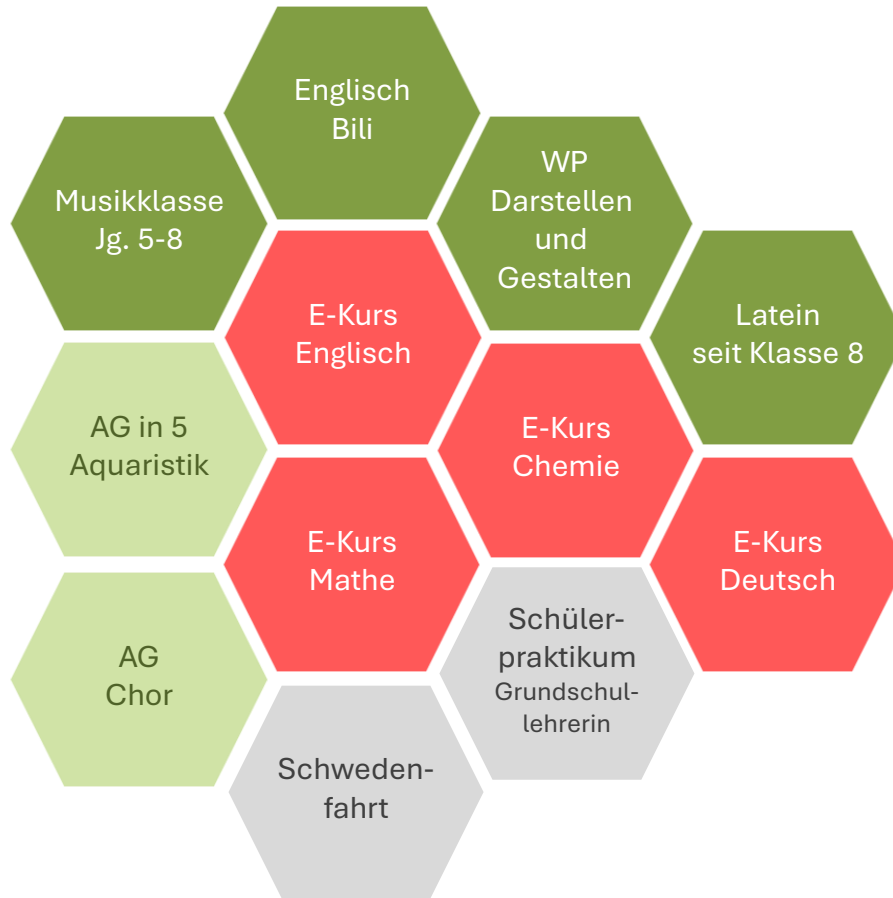 Englisch
Bili
Musikklasse
Jg. 5-8
WP
Darstellen
und
Gestalten
E-Kurs
Englisch
Latein
seit Klasse 8
AG in 5
Aquaristik
E-Kurs
Chemie
E-Kurs
Mathe
E-Kurs
Deutsch
AG
Chor
Schüler-
praktikum
Grundschul-
lehrerin
Schweden-
fahrt